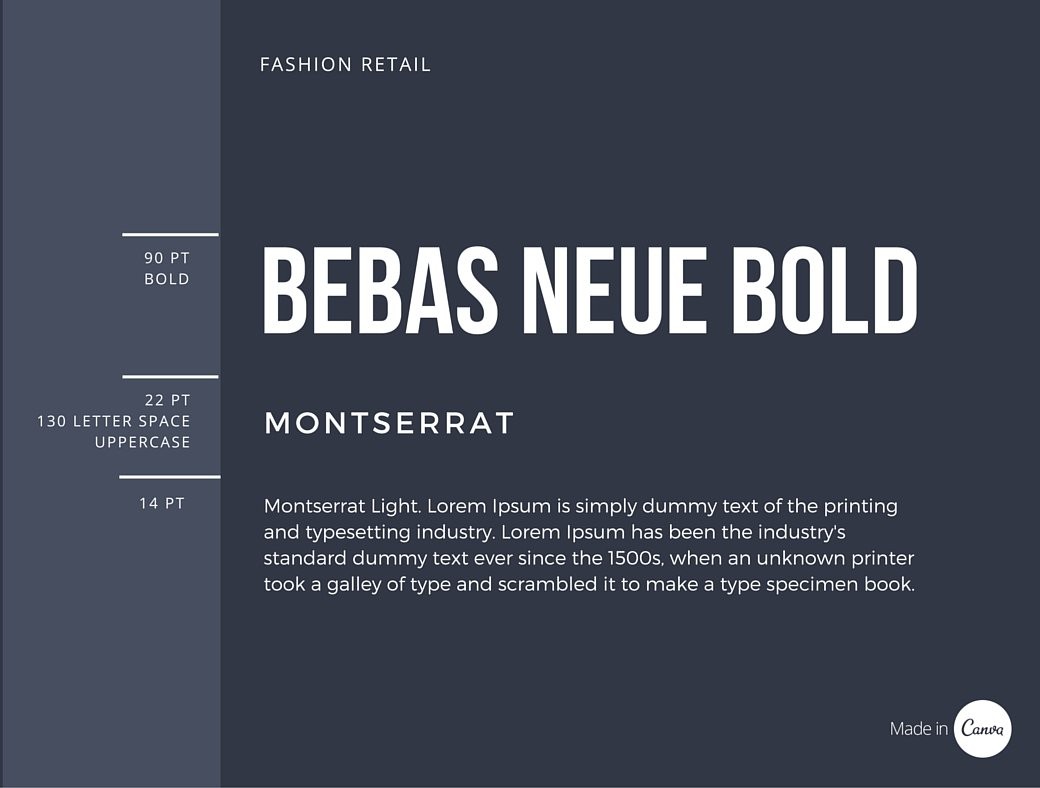 FASHION RETAIL
90 PT
BOLD
BEBAS NEUE BOLD
22 PT
130 LETTER SPACE
UPPERCASE
MONTSERRAT
14 PT
Montserrat Light. Lorem Ipsum is simply dummy text of the printing
and typesetting industry. Lorem Ipsum has been the industry's
standard dummy text ever since the 1500s, when an unknown printer
took a galley of type and scrambled it to make a type specimen book.
Made in Canva